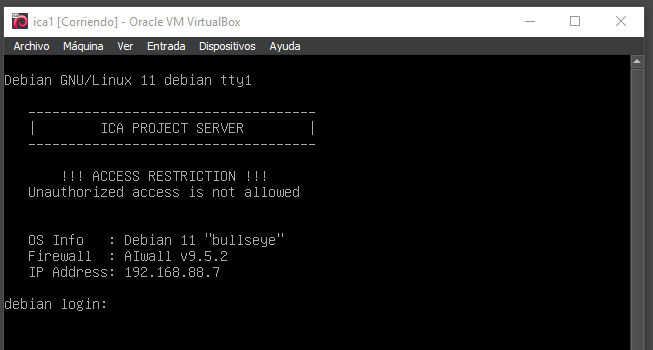 ica1 [Corriendo] - Oracle VM VirtualBox
Archivo Máquina Ver Entrada Dispositivos Ayuda
Debian GNU/Linux 11 debian tty1
------------------------------------
| ICA PROJECT SERVER |
------------------------------------
!!! ACCESS RESTRICTION !!!
Unauthorized access is not allowed
OS Info : Debian 11 "bullseye"
Firewall : AIwall v9.5.2
IP Address: 192.168.88.7
debian login: